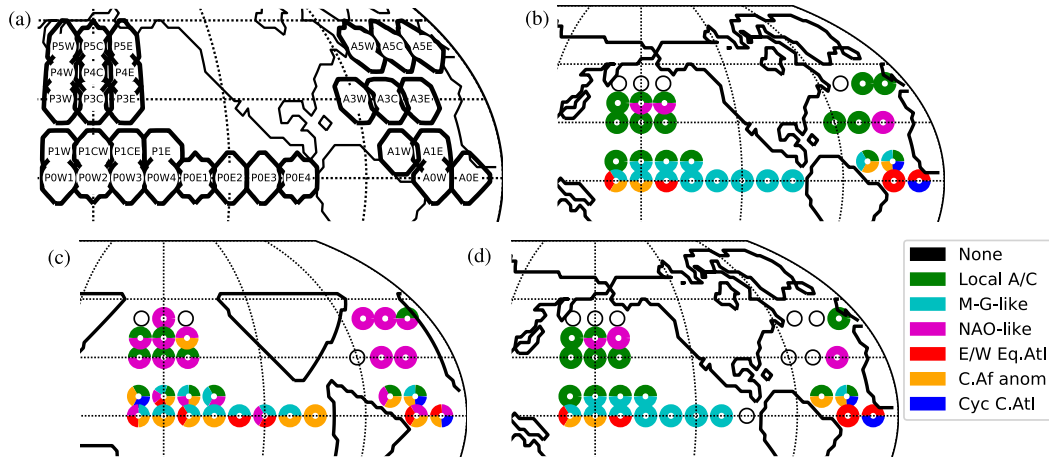 (a)
P5W P5C P5E
P4W P4C P4E
P3W P3C P3E
P1W P1CW P1CE P1E
P0W1 P0W2 P0W3 P0W4 P0E1 P0E2 P0E3 P0E4
A5W A5C A5E
A3W A3C A3E
A1W A1E
A0W A0E
(b)
(c)
(d)
None
Local A/C
M-G-like
NAO-like
E/W Eq.Atl
C.Af anom
Cyc C.Atl